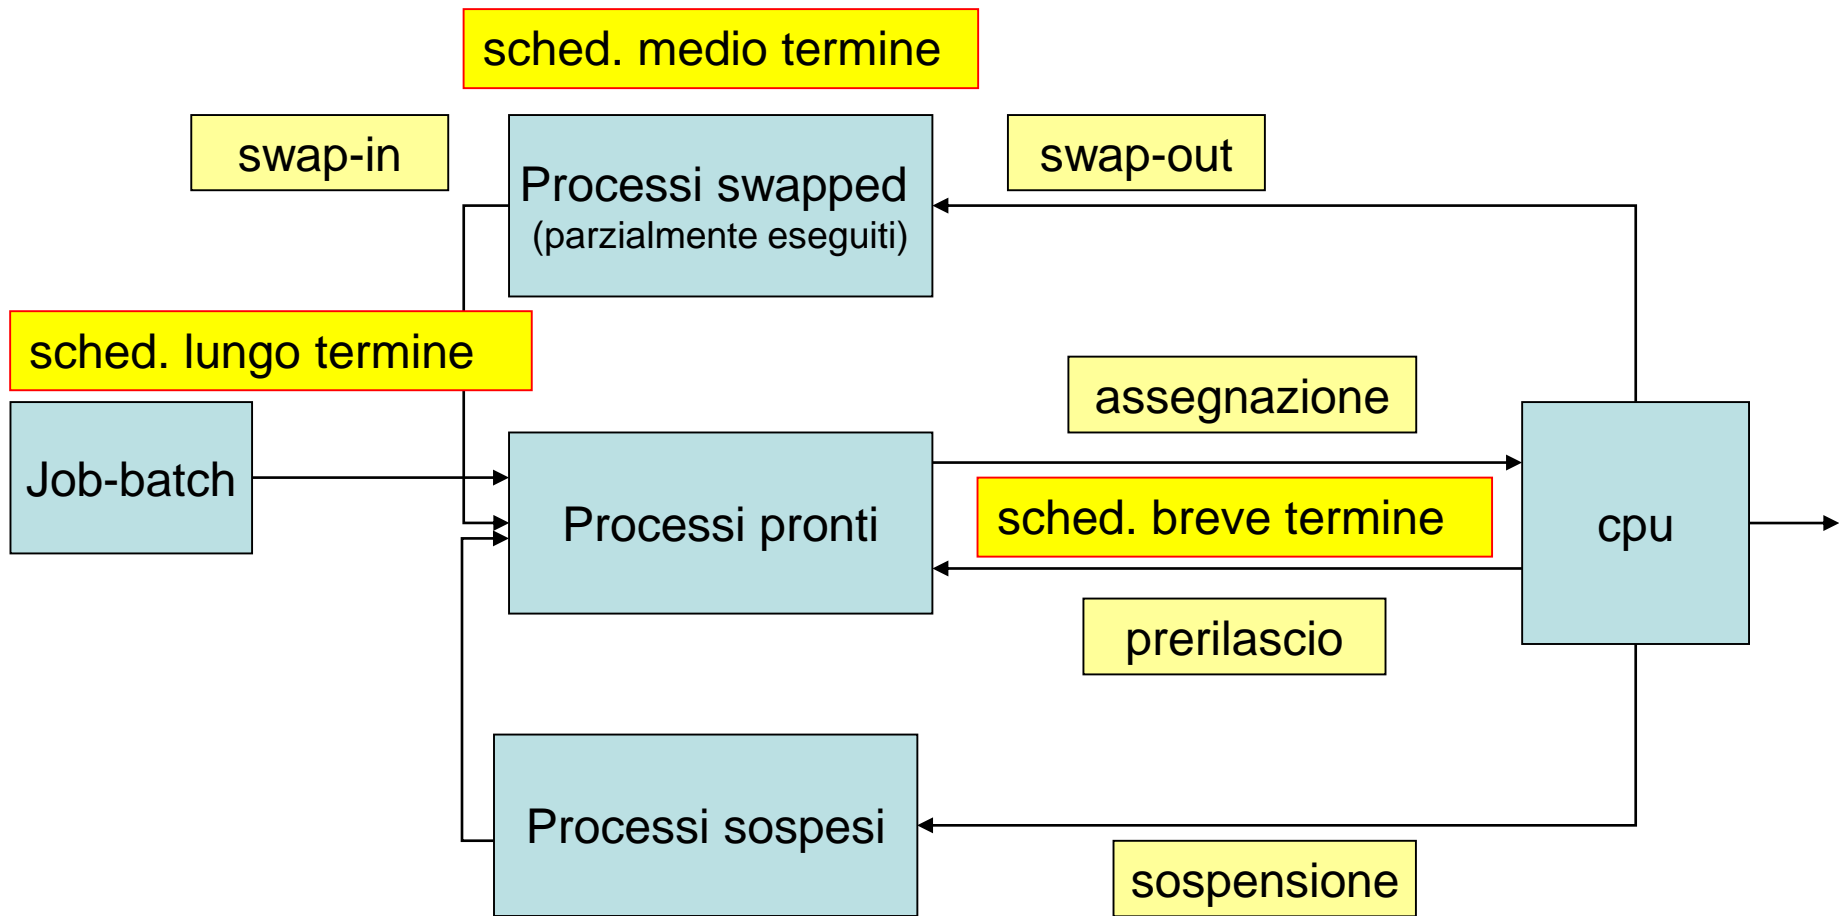 sched. medio termine
swap-in
Processi swapped
(parzialmente eseguiti)
swap-out
sched. lungo termine
assegnazione
Job-batch
Processi pronti
sched. breve termine
cpu
prerilascio
Processi sospesi
sospensione